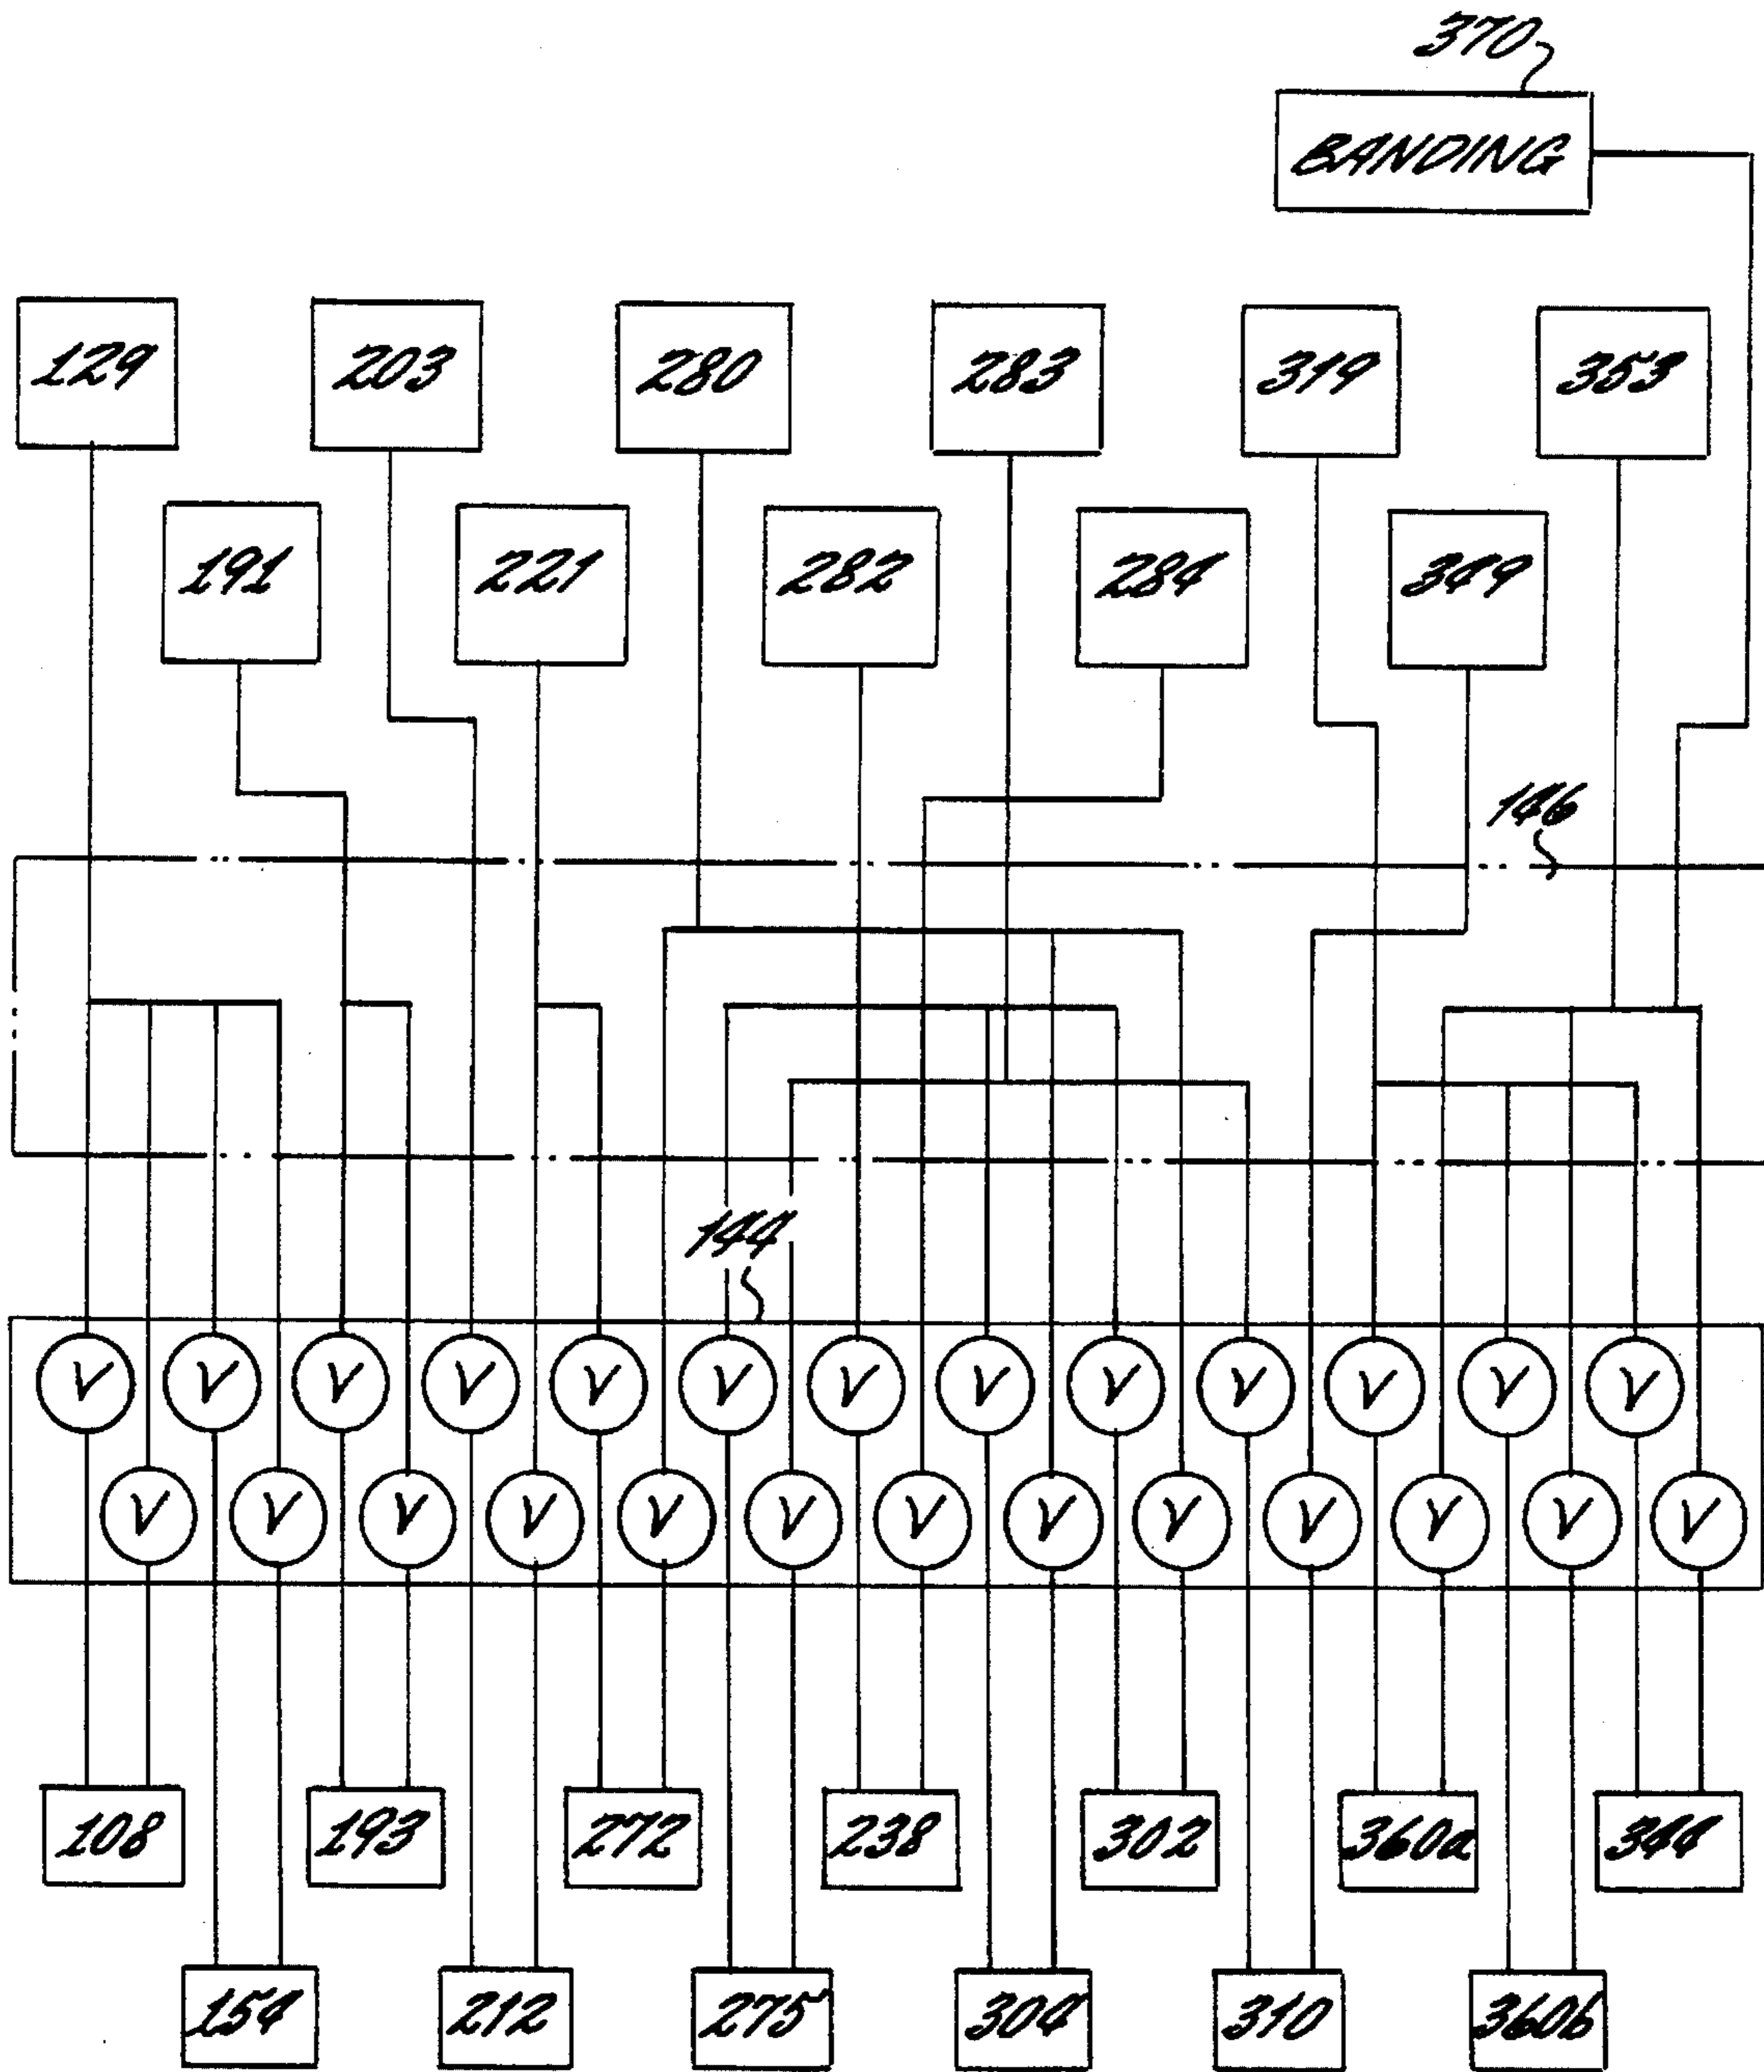 370
BANDING
129 203 280 283 319 353
191 221 282 284 349
146
144
V V V V V V V V V V V V V
V V V V V V V V V V V V V
108 193 272 238 302 360a 344
154 212 275 304 310 360b